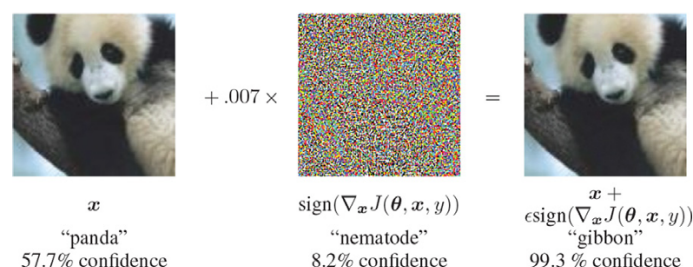 + .007 ×
=
x
sign(∇ₓJ(θ, x, y))
x +
ϵsign(∇ₓJ(θ, x, y))
“panda”
“nematode”
“gibbon”
57.7% confidence
8.2% confidence
99.3 % confidence